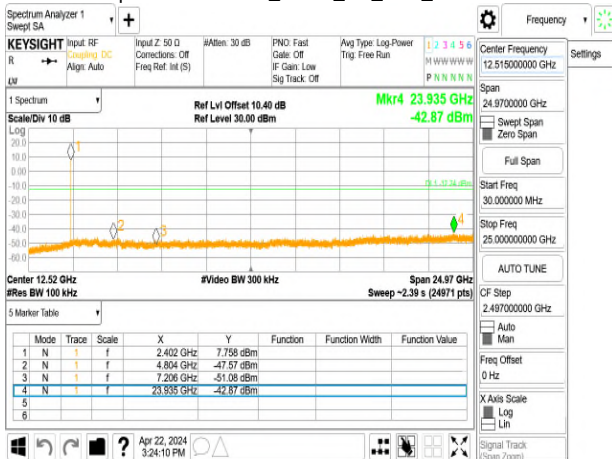 Spectrum Analyzer 1
Swept SA
Frequency
KEYSIGHT
R
Input: RF
Coupling: DC
Align: Auto
Input Z: 50 Ω
Corrections: Off
Freq Ref: Int (S)
#Atten: 30 dB
PNO: Fast
Gate: Off
IF Gain: Low
Sig Track: Off
Avg Type: Log-Power
Trig: Free Run
1 2 3 4 5 6
M W W W W W
P N N N N N
Center Frequency
12.515000000 GHz
Settings
Span
24.9700000 GHz
Swept Span
Zero Span
Full Span
Start Freq
30.000000 MHz
Stop Freq
25.000000000 GHz
AUTO TUNE
CF Step
2.497000000 GHz
Auto
Man
Freq Offset
0 Hz
X Axis Scale
Log
Lin
Signal Track
(Span Zoom)
1 Spectrum
Scale/Div 10 dB
Ref Lvl Offset 10.40 dB
Ref Level 30.00 dBm
Mkr4 23.935 GHz
-42.87 dBm
Log
20.0
10.0
0.00
-10.0
-20.0
-30.0
-40.0
-50.0
-60.0
1
2
3
4
Center 12.52 GHz
#Res BW 100 kHz
#Video BW 300 kHz
Span 24.97 GHz
Sweep ~2.39 s (24971 pts)
5 Marker Table
Mode Trace Scale X Y Function Function Width Function Value
1 N 1 f 2.402 GHz 7.758 dBm
2 N 1 f 4.804 GHz -47.57 dBm
3 N 1 f 7.206 GHz -51.08 dBm
4 N 1 f 23.935 GHz -42.87 dBm
5
6
?
Apr 22, 2024
3:24:10 PM